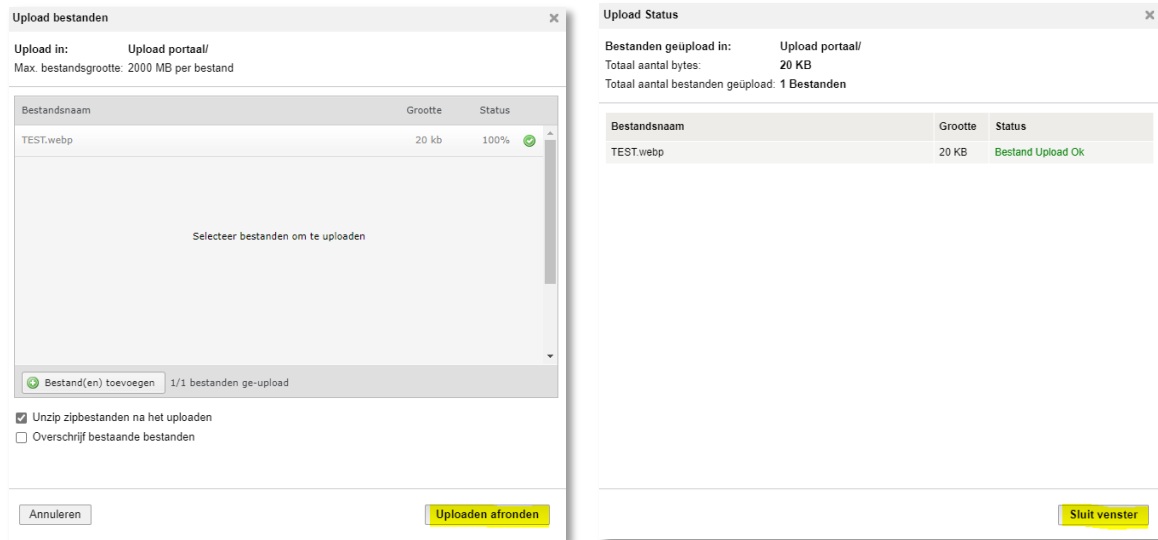 Upload bestanden
Upload in: Upload portaal/
Max. bestandsgrootte: 2000 MB per bestand
Bestandsnaam Grootte Status
TEST.webp 20 kb 100%
Selecteer bestanden om te uploaden
Bestand(en) toevoegen 1/1 bestanden ge-upload
Unzip zipbestanden na het uploaden
Overschrijf bestaande bestanden
Annuleren Uploaden afronden
Upload Status
Bestanden geüpload in: Upload portaal/
Totaal aantal bytes: 20 KB
Totaal aantal bestanden geüpload: 1 Bestanden
Bestandsnaam Grootte Status
TEST.webp 20 KB Bestand Upload Ok
Sluit venster